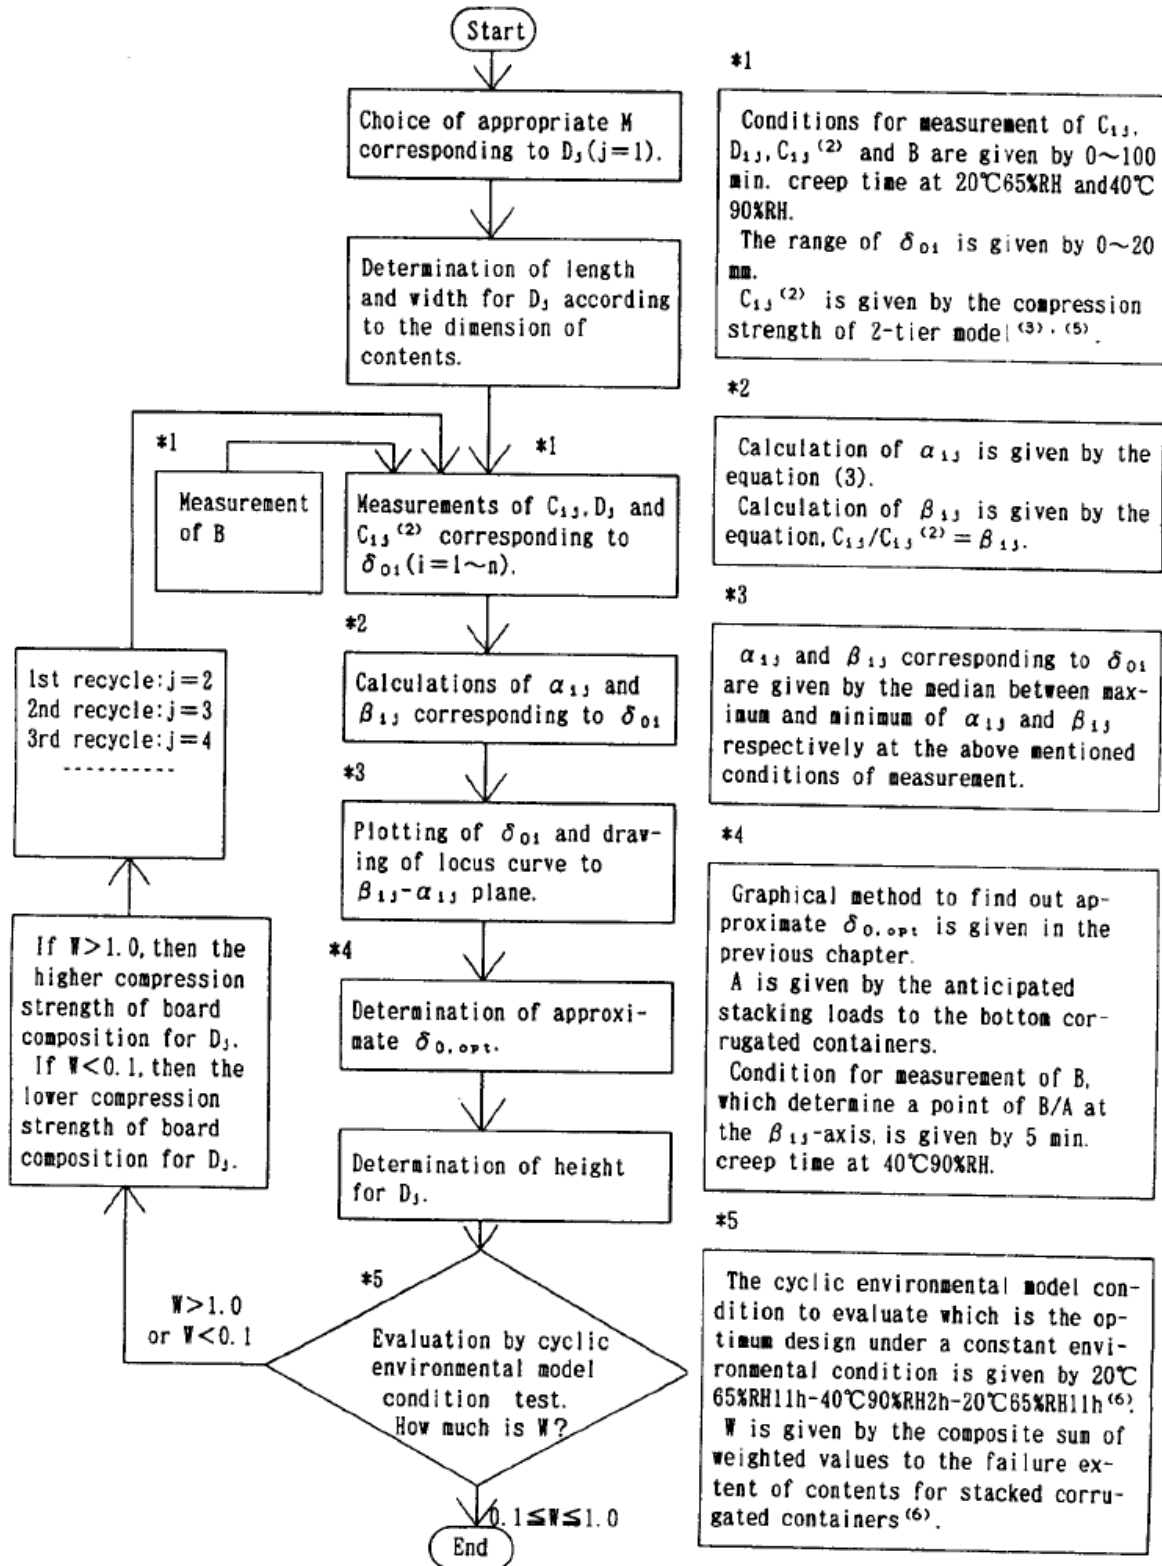 Start
Choice of appropriate M
corresponding to Dⱼ(j=1).
Determination of length
and width for Dⱼ according
to the dimension of
contents.
*1
*1
Measurement
of B
Measurements of Cᵢⱼ,Dⱼ and
Cᵢⱼ⁽²⁾ corresponding to
δ₀ᵢ(i=1~n).
*2
1st recycle:j=2
2nd recycle:j=3
3rd recycle:j=4
----------
Calculations of αᵢⱼ and
βᵢⱼ corresponding to δ₀ᵢ
*3
Plotting of δ₀ᵢ and draw-
ing of locus curve to
βᵢⱼ-αᵢⱼ plane.
*4
If W>1.0, then the
higher compression
strength of board
composition for Dⱼ.
If W<0.1, then the
lower compression
strength of board
composition for Dⱼ.
Determination of approxi-
mate δ₀,ₒₚₜ.
Determination of height
for Dⱼ.
*5
W>1.0
or W<0.1
Evaluation by cyclic
environmental model
condition test.
How much is W?
0.1≦W≦1.0
End
*1
Conditions for measurement of Cᵢⱼ,
Dᵢⱼ,Cᵢⱼ⁽²⁾ and B are given by 0~100
min. creep time at 20℃65%RH and40℃
90%RH.
The range of δ₀ᵢ is given by 0~20
mm.
Cᵢⱼ⁽²⁾ is given by the compression
strength of 2-tier model⁽³⁾·⁽⁵⁾.
*2
Calculation of αᵢⱼ is given by the
equation (3).
Calculation of βᵢⱼ is given by the
equation, Cᵢⱼ/Cᵢⱼ⁽²⁾=βᵢⱼ.
*3
αᵢⱼ and βᵢⱼ corresponding to δ₀ᵢ
are given by the median between max-
imum and minimum of αᵢⱼ and βᵢⱼ
respectively at the above mentioned
conditions of measurement.
*4
Graphical method to find out ap-
proximate δ₀,ₒₚₜ is given in the
previous chapter.
A is given by the anticipated
stacking loads to the bottom cor-
rugated containers.
Condition for measurement of B,
which determine a point of B/A at
the βᵢⱼ-axis, is given by 5 min.
creep time at 40℃90%RH.
*5
The cyclic environmental model con-
dition to evaluate which is the op-
timum design under a constant envi-
ronmental condition is given by 20℃
65%RH11h-40℃90%RH2h-20℃65%RH11h⁽⁶⁾.
W is given by the composite sum of
weighted values to the failure ex-
tent of contents for stacked corru-
gated containers⁽⁶⁾.